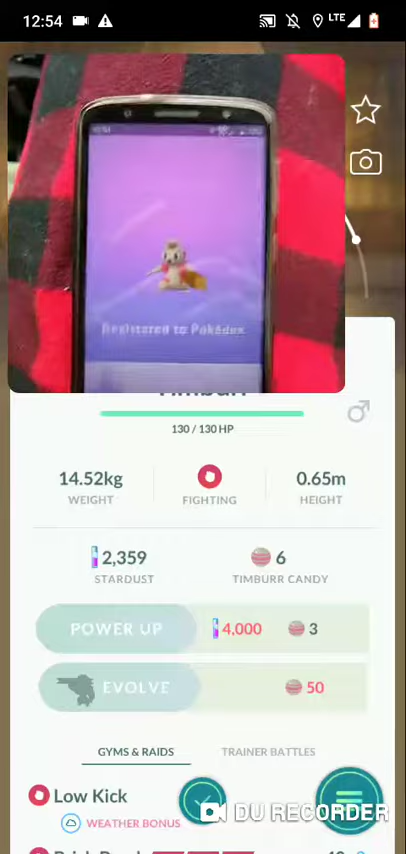 12:54
LTE
Registered to Pokédex
130 / 130 HP
14.52kg
WEIGHT
FIGHTING
0.65m
HEIGHT
2,359
STARDUST
6
TIMBURR CANDY
POWER UP
4,000
3
EVOLVE
50
GYMS & RAIDS
TRAINER BATTLES
Low Kick
WEATHER BONUS
DU RECORDER